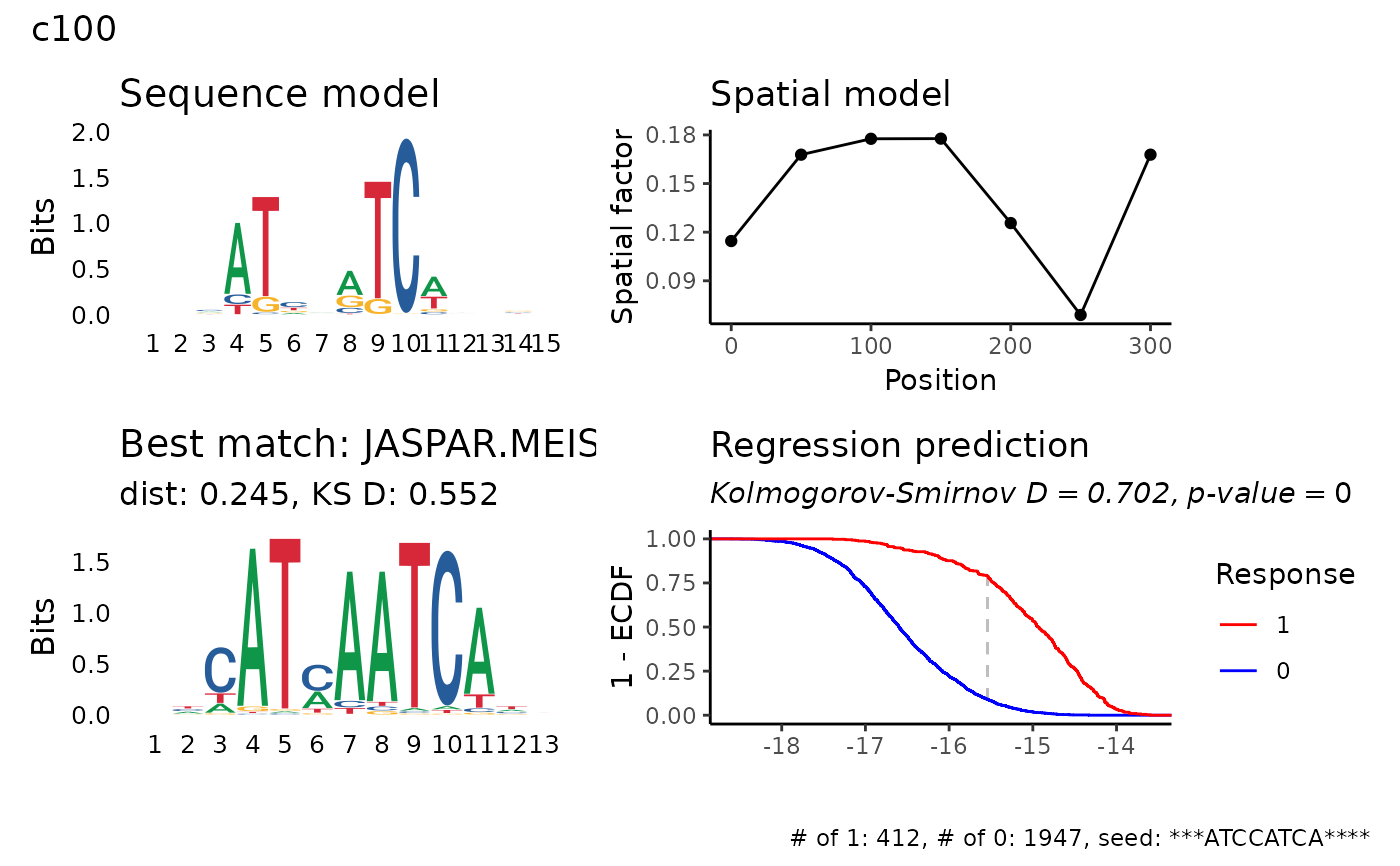 c100
Sequence model
Bits
2.0
1.5
1.0
0.5
0.0
1 2 3 4 5 6 7 8 9 10 11 12 13 14 15
Spatial model
Spatial factor
0.18
0.15
0.12
0.09
0 100 200 300
Position
Best match: JASPAR.MEIS
dist: 0.245, KS D: 0.552
Bits
1.5
1.0
0.5
0.0
1 2 3 4 5 6 7 8 9 10 11 12 13
Regression prediction
Kolmogorov-Smirnov D = 0.702, p-value = 0
1 - ECDF
1.00
0.75
0.50
0.25
0.00
-18 -17 -16 -15 -14
Response
1
0
# of 1: 412, # of 0: 1947, seed: ***ATCCATCA****